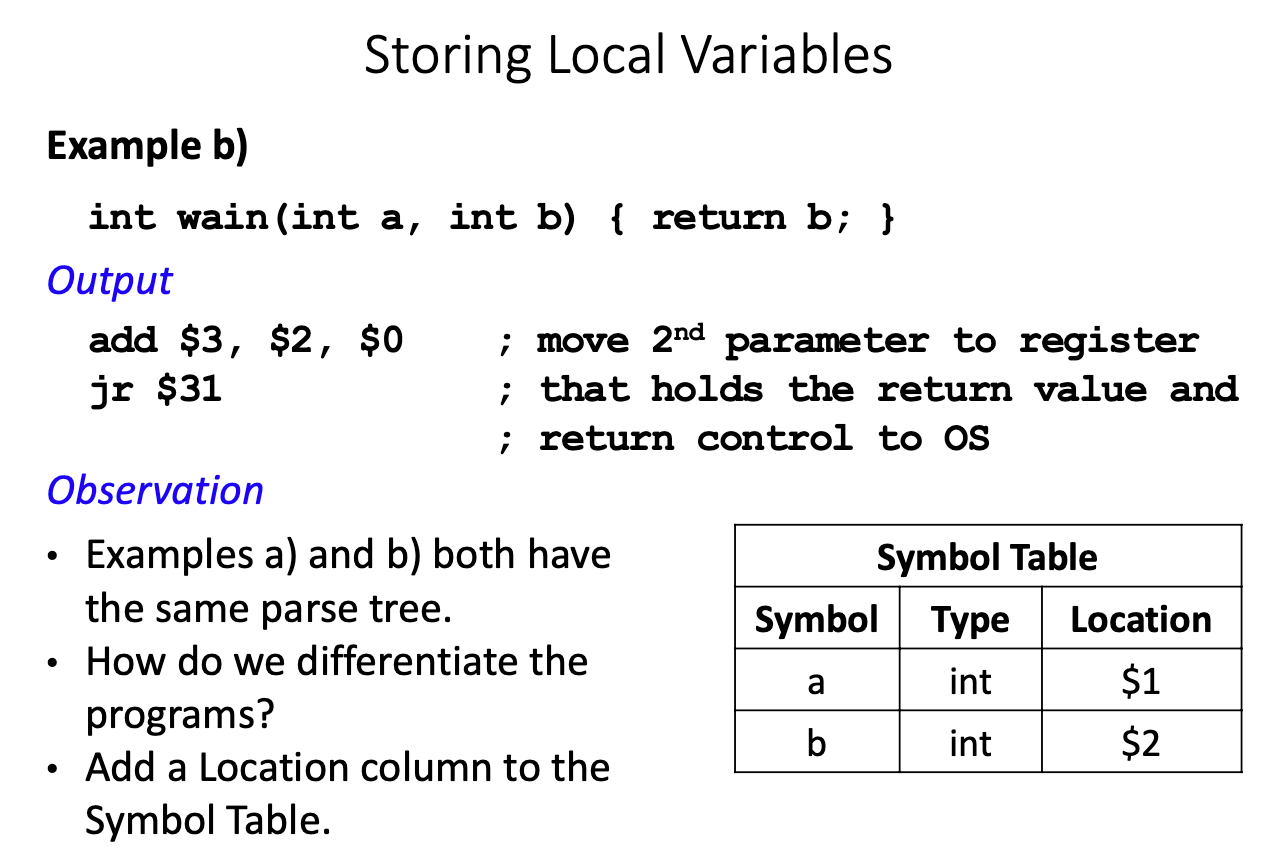 Storing Local Variables
Example b)
int wain(int a, int b) { return b; }
Output
add $3, $2, $0 ; move 2nd parameter to register
jr $31 ; that holds the return value and
; return control to OS
Observation
• Examples a) and b) both have
the same parse tree.
• How do we differentiate the
programs?
• Add a Location column to the
Symbol Table.
Symbol Table
Symbol Type Location
a int $1
b int $2